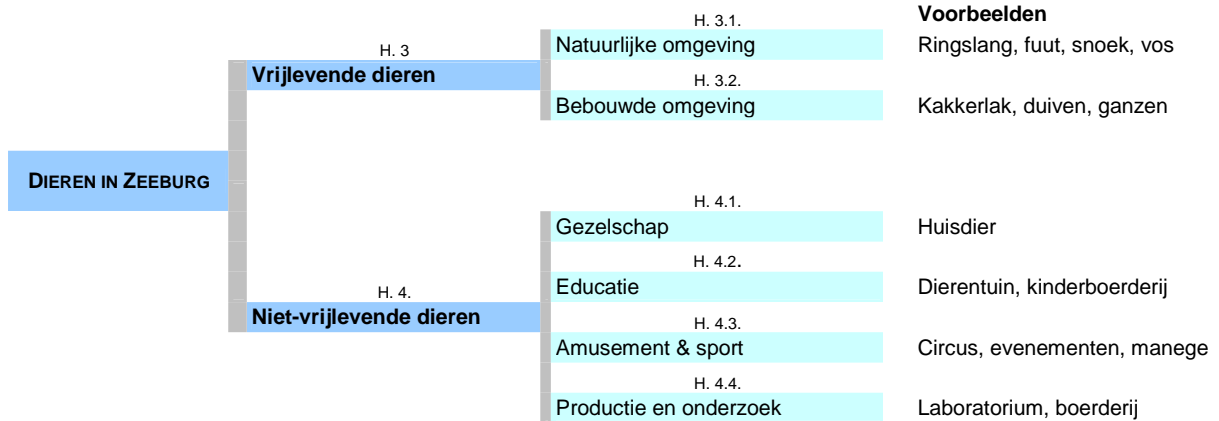 Voorbeelden
H. 3.1.
Natuurlijke omgeving Ringslang, fuut, snoek, vos
H. 3
Vrijlevende dieren
H. 3.2.
Bebouwde omgeving Kakkerlak, duiven, ganzen
DIEREN IN ZEEBURG
H. 4.1.
Gezelschap Huisdier
H. 4.2.
Educatie Dierentuin, kinderboerderij
H. 4.
Niet-vrijlevende dieren
H. 4.3.
Amusement & sport Circus, evenementen, manege
H. 4.4.
Productie en onderzoek Laboratorium, boerderij